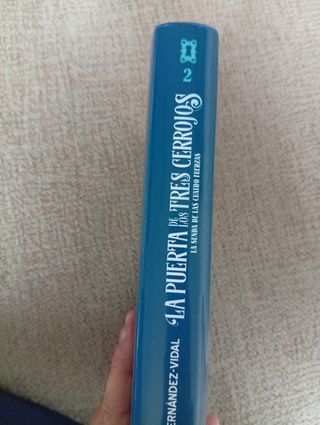 2
LA PUERTA DE LOS TRES CERROJOS
LA SENDA DE LAS CUATRO FUERZAS
ERNÁNDEZ-VIDAL